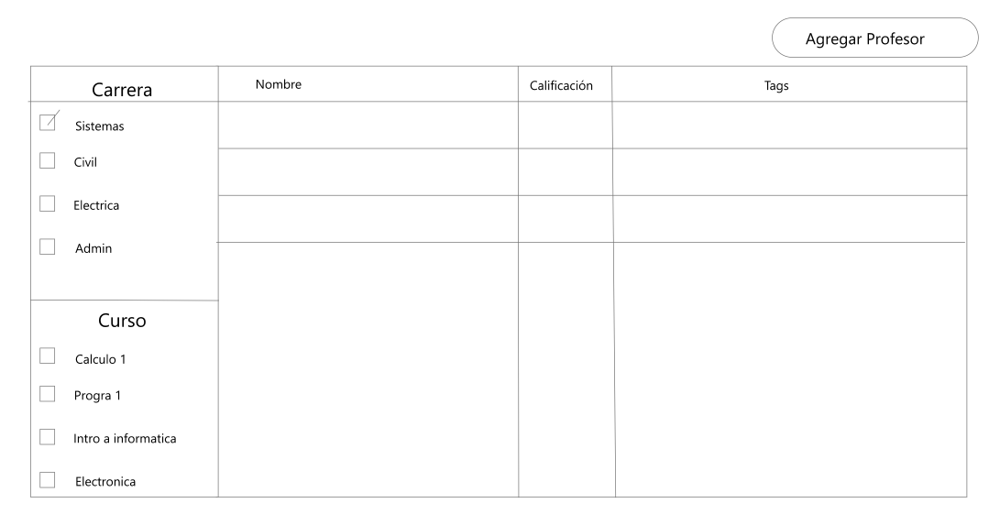 Agregar Profesor
Carrera
Nombre
Calificación
Tags
Sistemas
Civil
Electrica
Admin
Curso
Calculo 1
Progra 1
Intro a informatica
Electronica